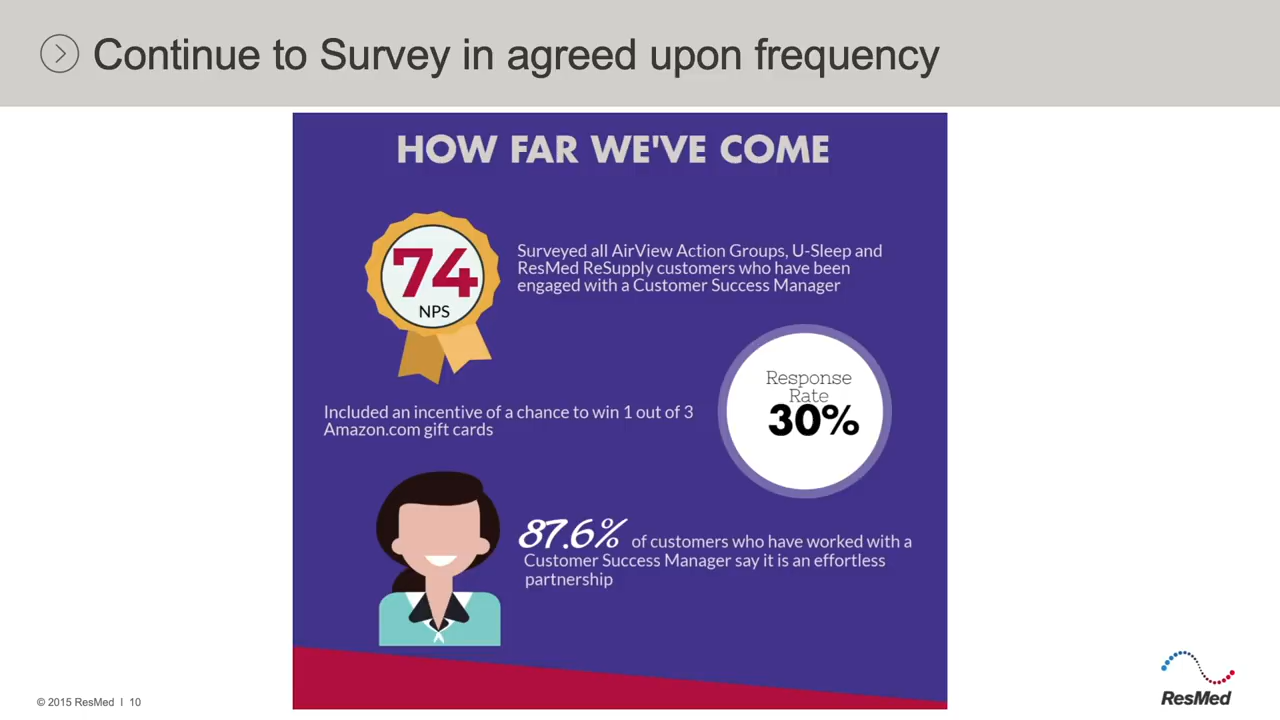 Continue to Survey in agreed upon frequency
HOW FAR WE'VE COME
74
NPS
Surveyed all AirView Action Groups, U-Sleep and
ResMed ReSupply customers who have been
engaged with a Customer Success Manager
Response
Rate
30%
Included an incentive of a chance to win 1 out of 3
Amazon.com gift cards
87.6% of customers who have worked with a
Customer Success Manager say it is an effortless
partnership
© 2015 ResMed I 10
ResMed